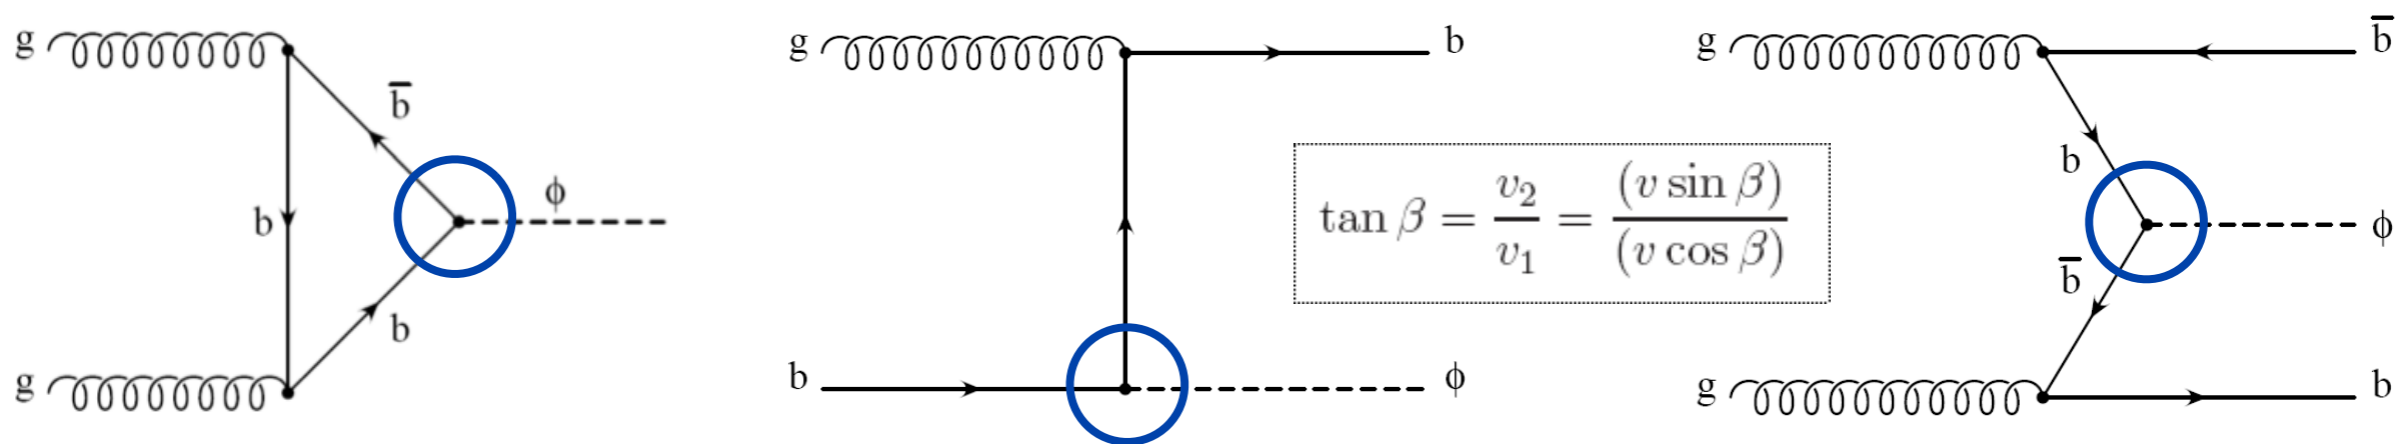 g
b̄
b
b
ϕ
g
g
b
b
ϕ
tan β = v₂/v₁ = (v sin β)/(v cos β)
g
b̄
b
b̄
ϕ
g
b